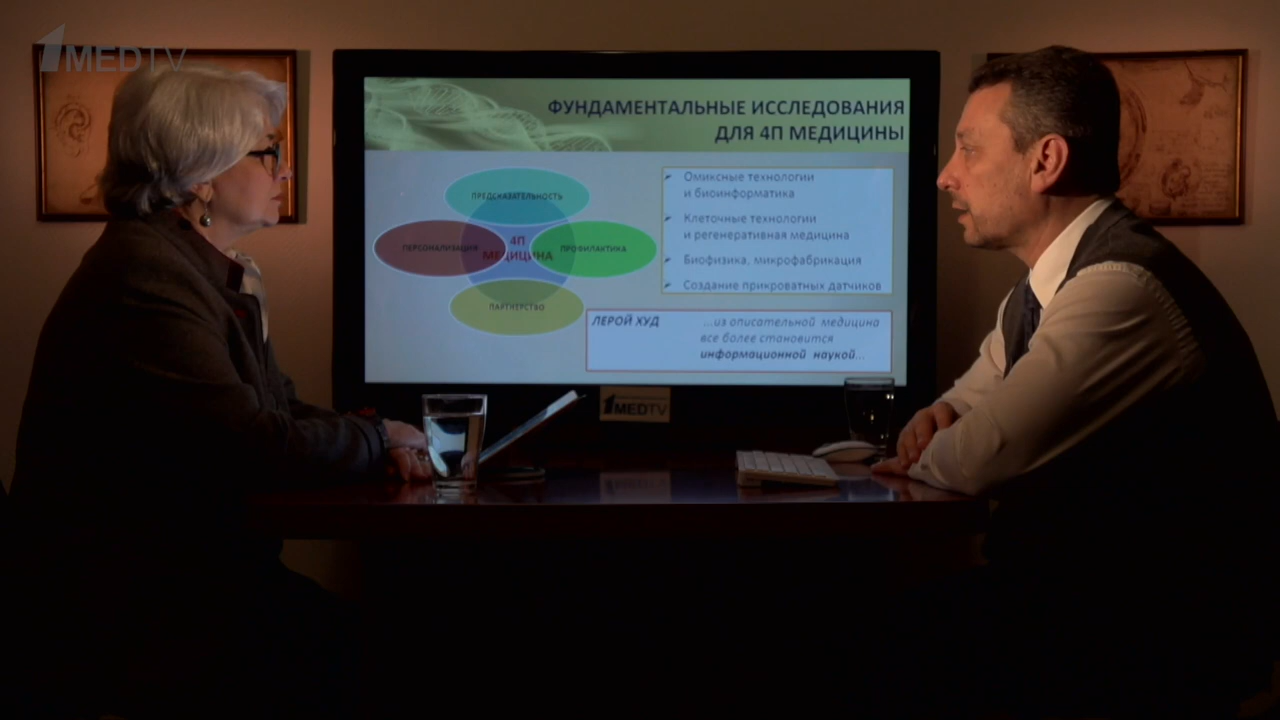 1MEDTV
ФУНДАМЕНТАЛЬНЫЕ ИССЛЕДОВАНИЯ
ДЛЯ 4П МЕДИЦИНЫ
ПРЕДСКАЗАТЕЛЬНОСТЬ
ПЕРСОНАЛИЗАЦИЯ
4П
МЕДИЦИНА
ПРОФИЛАКТИКА
ПАРТНЕРСТВО
Омиксные технологии
и биоинформатика
Клеточные технологии
и регенеративная медицина
Биофизика, микрофабрикация
Создание прикроватных датчиков
ЛЕРОЙ ХУД ...из описательной медицина
все более становится
информационной наукой...
1MEDTV